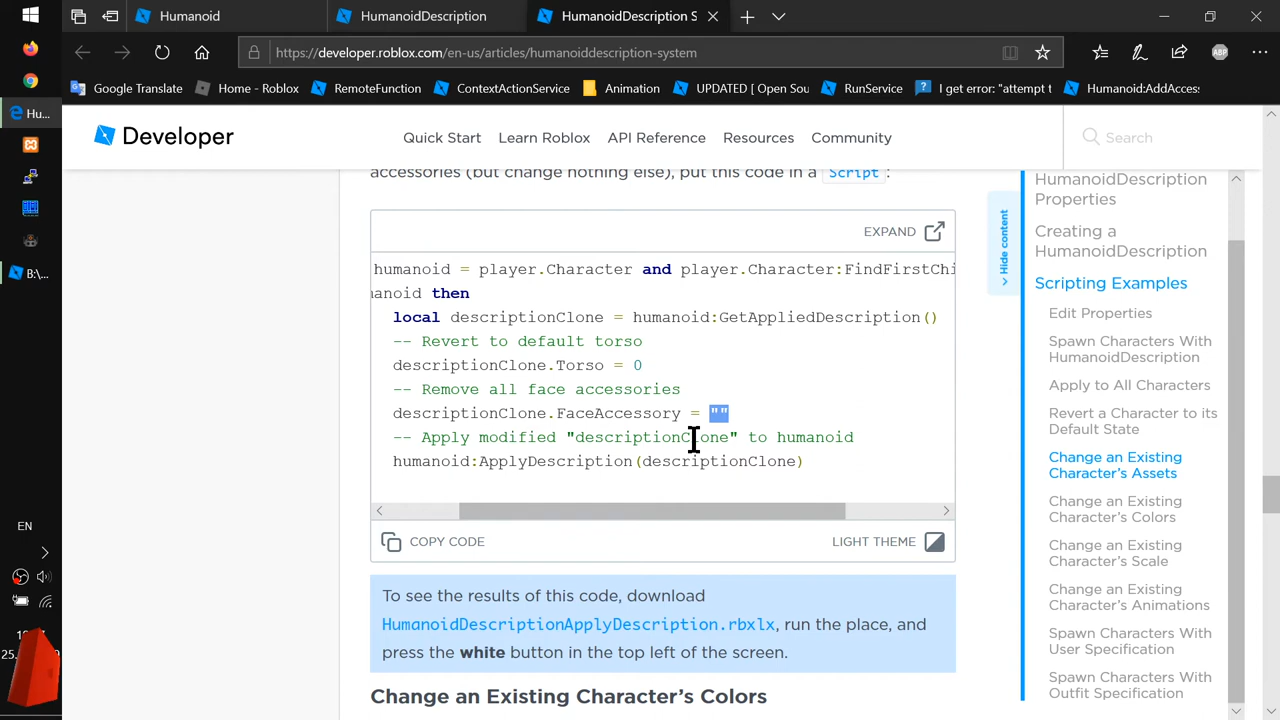 Humanoid
HumanoidDescription
HumanoidDescription S
https://developer.roblox.com/en-us/articles/humanoiddescription-system
ABP
Google Translate
Home - Roblox
RemoteFunction
ContextActionService
Animation
UPDATED [ Open Sou
RunService
I get error: "attempt t
Humanoid:AddAccess
Hu...
B:\...
EN
25.
Developer
Quick Start
Learn Roblox
API Reference
Resources
Community
Search
accessories (but change nothing else), put this code in a Script:
EXPAND
humanoid = player.Character and player.Character:FindFirstChi
manoid then
local descriptionClone = humanoid:GetAppliedDescription()
-- Revert to default torso
descriptionClone.Torso = 0
-- Remove all face accessories
descriptionClone.FaceAccessory = ""
-- Apply modified "descriptionClone" to humanoid
humanoid:ApplyDescription(descriptionClone)
COPY CODE
LIGHT THEME
To see the results of this code, download
HumanoidDescriptionApplyDescription.rbxlx, run the place, and
press the white button in the top left of the screen.
Change an Existing Character's Colors
Hide content
HumanoidDescription
Properties
Creating a
HumanoidDescription
Scripting Examples
Edit Properties
Spawn Characters With
HumanoidDescription
Apply to All Characters
Revert a Character to its
Default State
Change an Existing
Character's Assets
Change an Existing
Character's Colors
Change an Existing
Character's Scale
Change an Existing
Character's Animations
Spawn Characters With
User Specification
Spawn Characters With
Outfit Specification